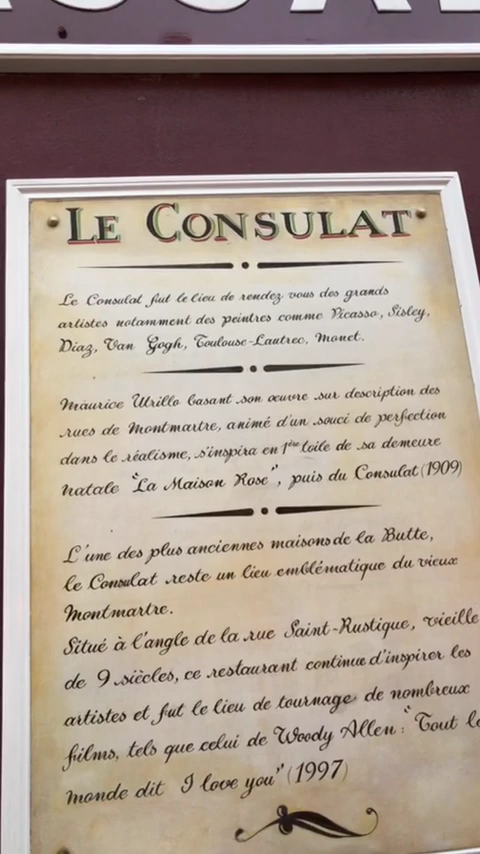 LE CONSULAT
Le Consulat fut le lieu de rendez vous des grands
artistes notamment des peintres comme Picasso, Sisley,
Diaz, Van Gogh, Toulouse-Lautrec, Monet.
Maurice Utrillo basant son œuvre sur description des
rues de Montmartre, animé d'un souci de perfection
dans le réalisme, s'inspira en 1ère toile de sa demeure
natale "La Maison Rose", puis du Consulat (1909)
L'une des plus anciennes maisons de la Butte,
le Consulat reste un lieu emblématique du vieux
Montmartre.
Situé à l'angle de la rue Saint-Rustique, vieille
de 9 siècles, ce restaurant continue d'inspirer les
artistes et fut le lieu de tournage de nombreux
films, tels que celui de Woody Allen : "Tout le
monde dit I love you" (1997)